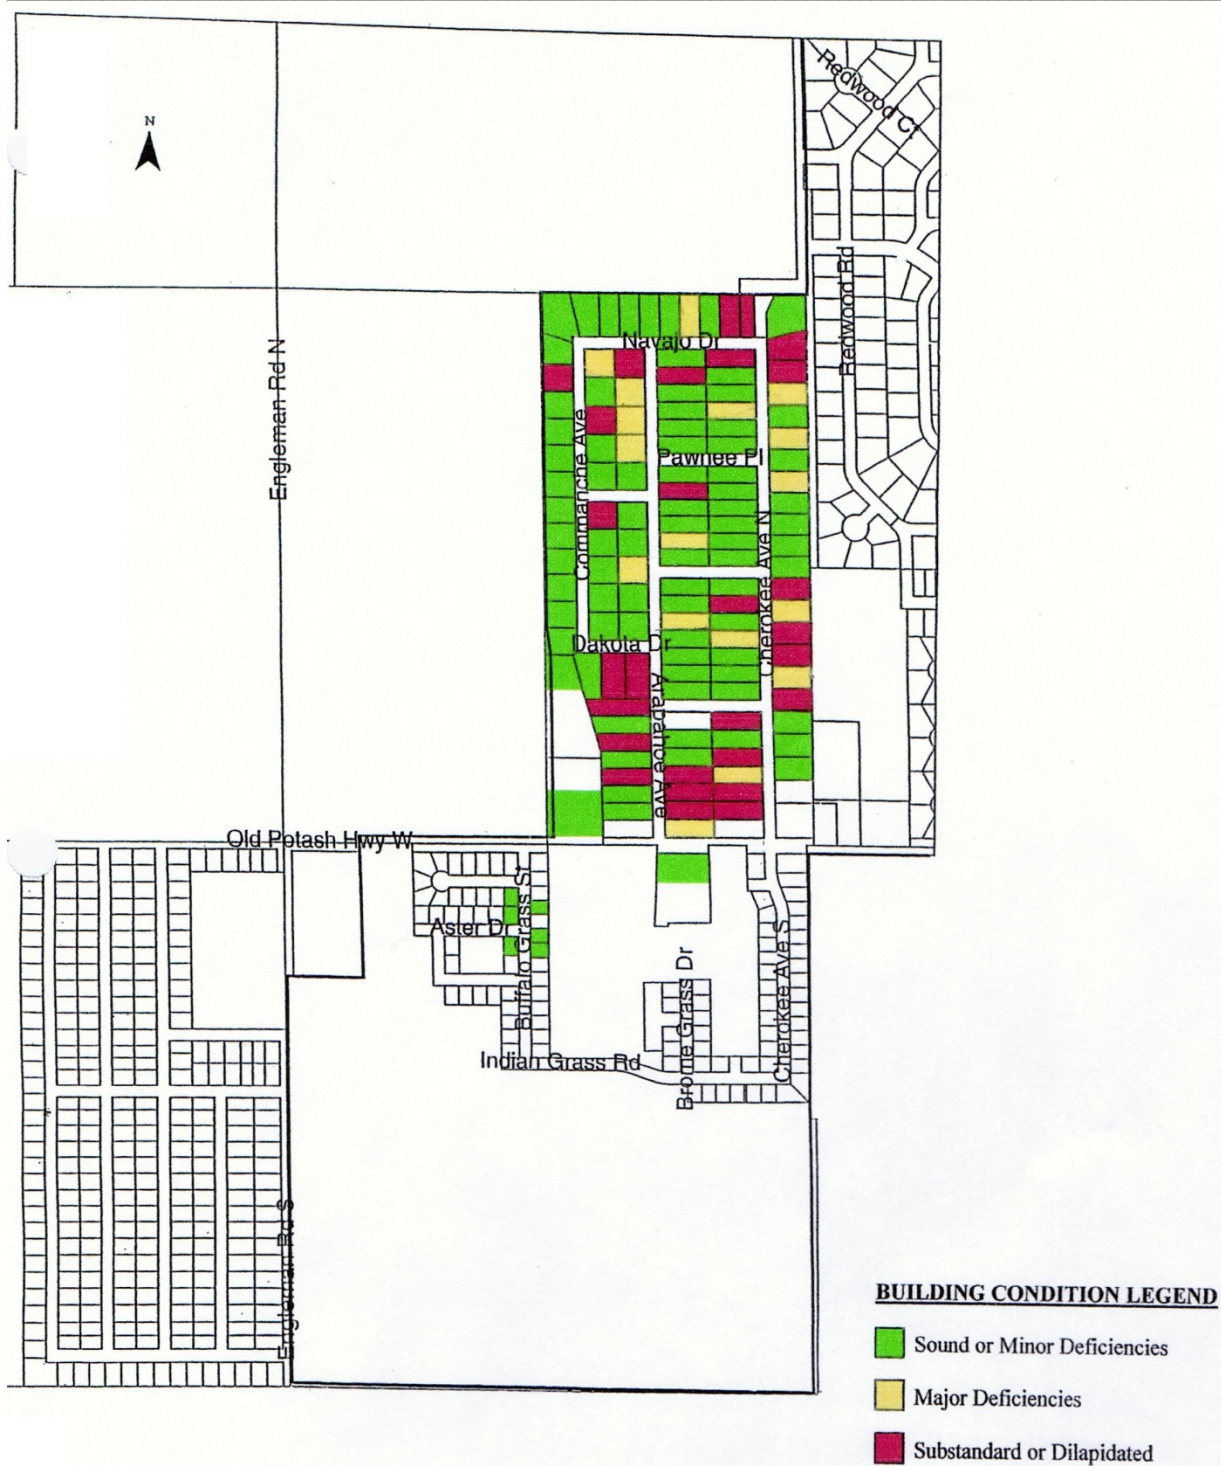 Redwood Ct
N
Redwood Rd
Navajo Dr
Engleman Rd N
Commanche Ave
Pawnee Pl
Cherokee Ave N
Dakota Dr
Arapahoe Ave
Old Potash Hwy W
Buffalo Grass St
Aster Dr
Cherokee Ave S
Brome Grass Dr
Indian Grass Rd
Engleman Rd S
BUILDING CONDITION LEGEND
Sound or Minor Deficiencies
Major Deficiencies
Substandard or Dilapidated